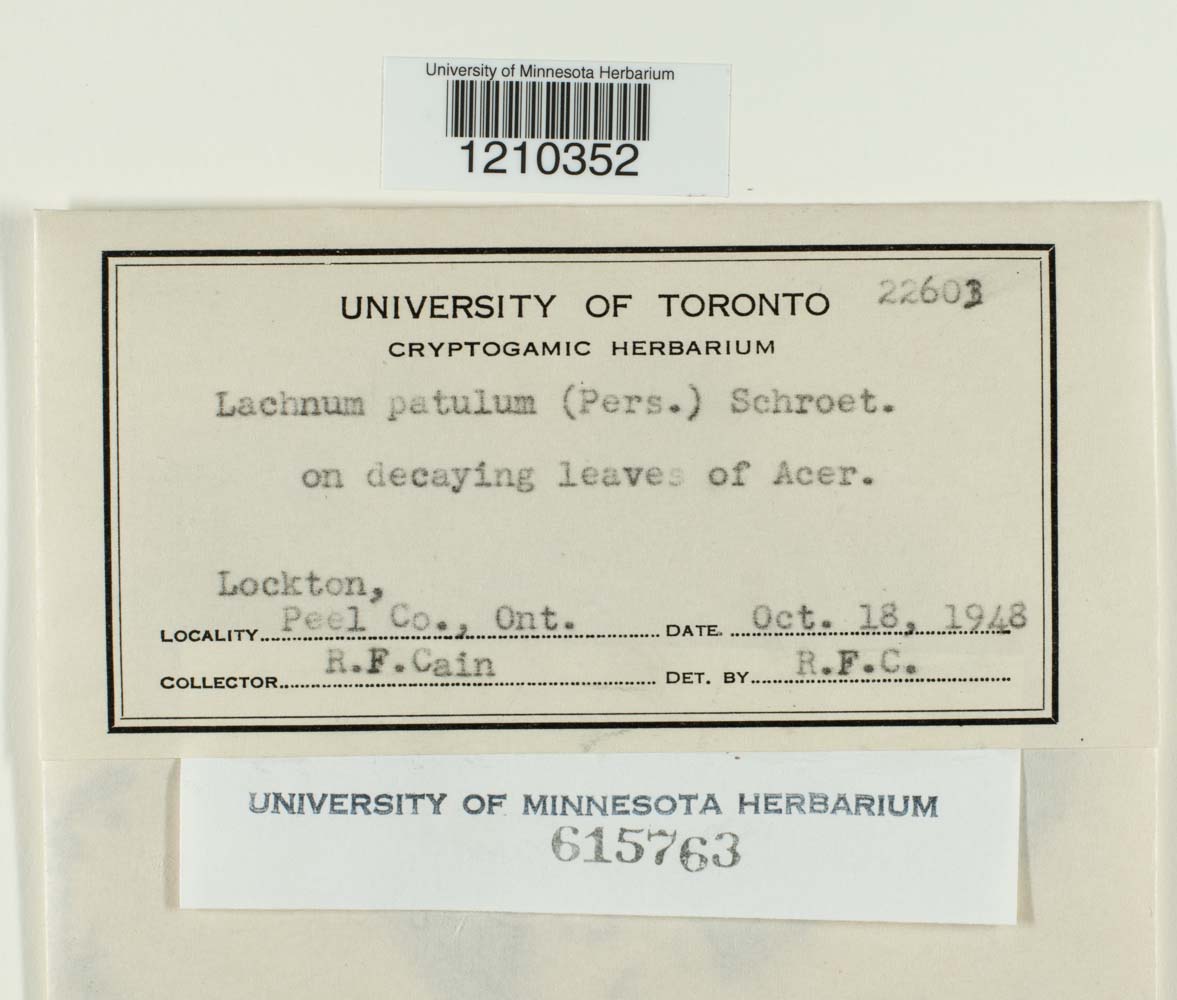 University of Minnesota Herbarium
1210352
UNIVERSITY OF TORONTO 22603
CRYPTOGAMIC HERBARIUM
Lachnum patulum (Pers.) Schroet.
on decaying leaves of Acer.
Lockton,
LOCALITY Peel Co., Ont. DATE Oct. 18, 1948
COLLECTOR R.F.Cain DET. BY R.F.C.
UNIVERSITY OF MINNESOTA HERBARIUM
615763